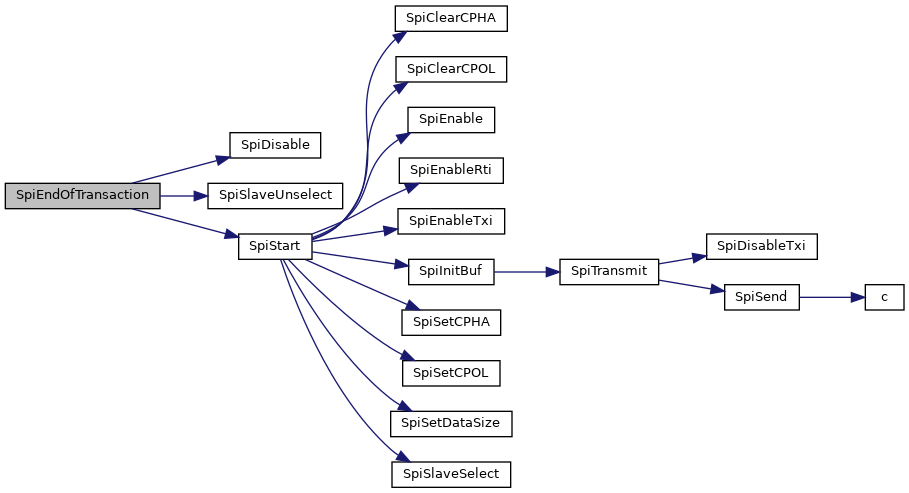 SpiClearCPHA
SpiClearCPOL
SpiEnable
SpiDisable
SpiEnableRti
SpiEndOfTransaction
SpiSlaveUnselect
SpiEnableTxi
SpiStart
SpiDisableTxi
SpiInitBuf
SpiTransmit
SpiSend
c
SpiSetCPHA
SpiSetCPOL
SpiSetDataSize
SpiSlaveSelect